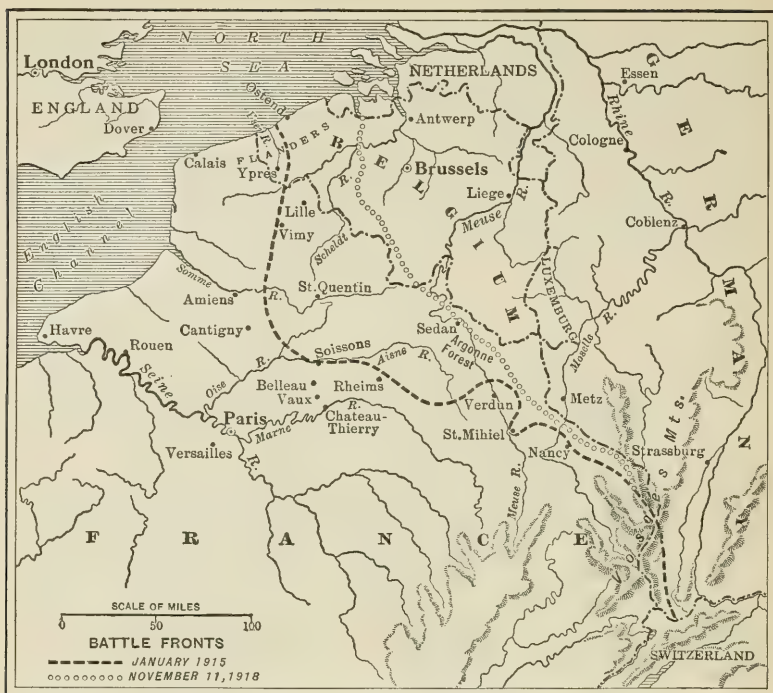 NORTH
SEA
London
ENGLAND
Dover
NETHERLANDS
Essen
Rhine
R.
Ostend
Antwerp
Cologne
Calais
FLANDERS
Ypres
Brussels
BELGIUM
Liege
Meuse R.
Coblenz
English
Channel
Lille
Vimy
Scheldt
R.
LUXEMBURG
Somme
R.
Amiens
St.Quentin
Sedan
Argonne
Forest
Moselle R.
Havre
Rouen
Cantigny
Seine
R.
Oise R.
Soissons
Aisne R.
Belleau
Vaux
Rheims
Verdun
Metz
Paris
Marne R.
Chateau-
Thierry
Versailles
St.Mihiel
Nancy
Strassburg
Vosges Mts.
Meuse R.
GERMANY
FRANCE
SCALE OF MILES
0 100
BATTLE FRONTS
JANUARY 1915
NOVEMBER 11, 1918
SWITZERLAND